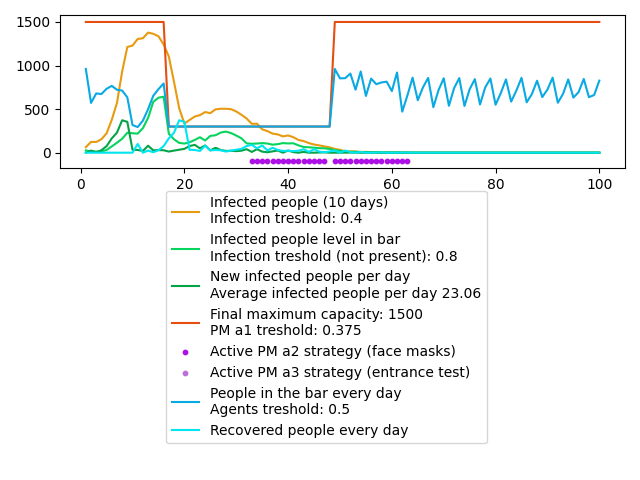 1500
1000
500
0
0 20 40 60 80 100
Infected people (10 days)
Infection treshold: 0.4
Infected people level in bar
Infection treshold (not present): 0.8
New infected people per day
Average infected people per day 23.06
Final maximum capacity: 1500
PM a1 treshold: 0.375
Active PM a2 strategy (face masks)
Active PM a3 strategy (entrance test)
People in the bar every day
Agents treshold: 0.5
Recovered people every day